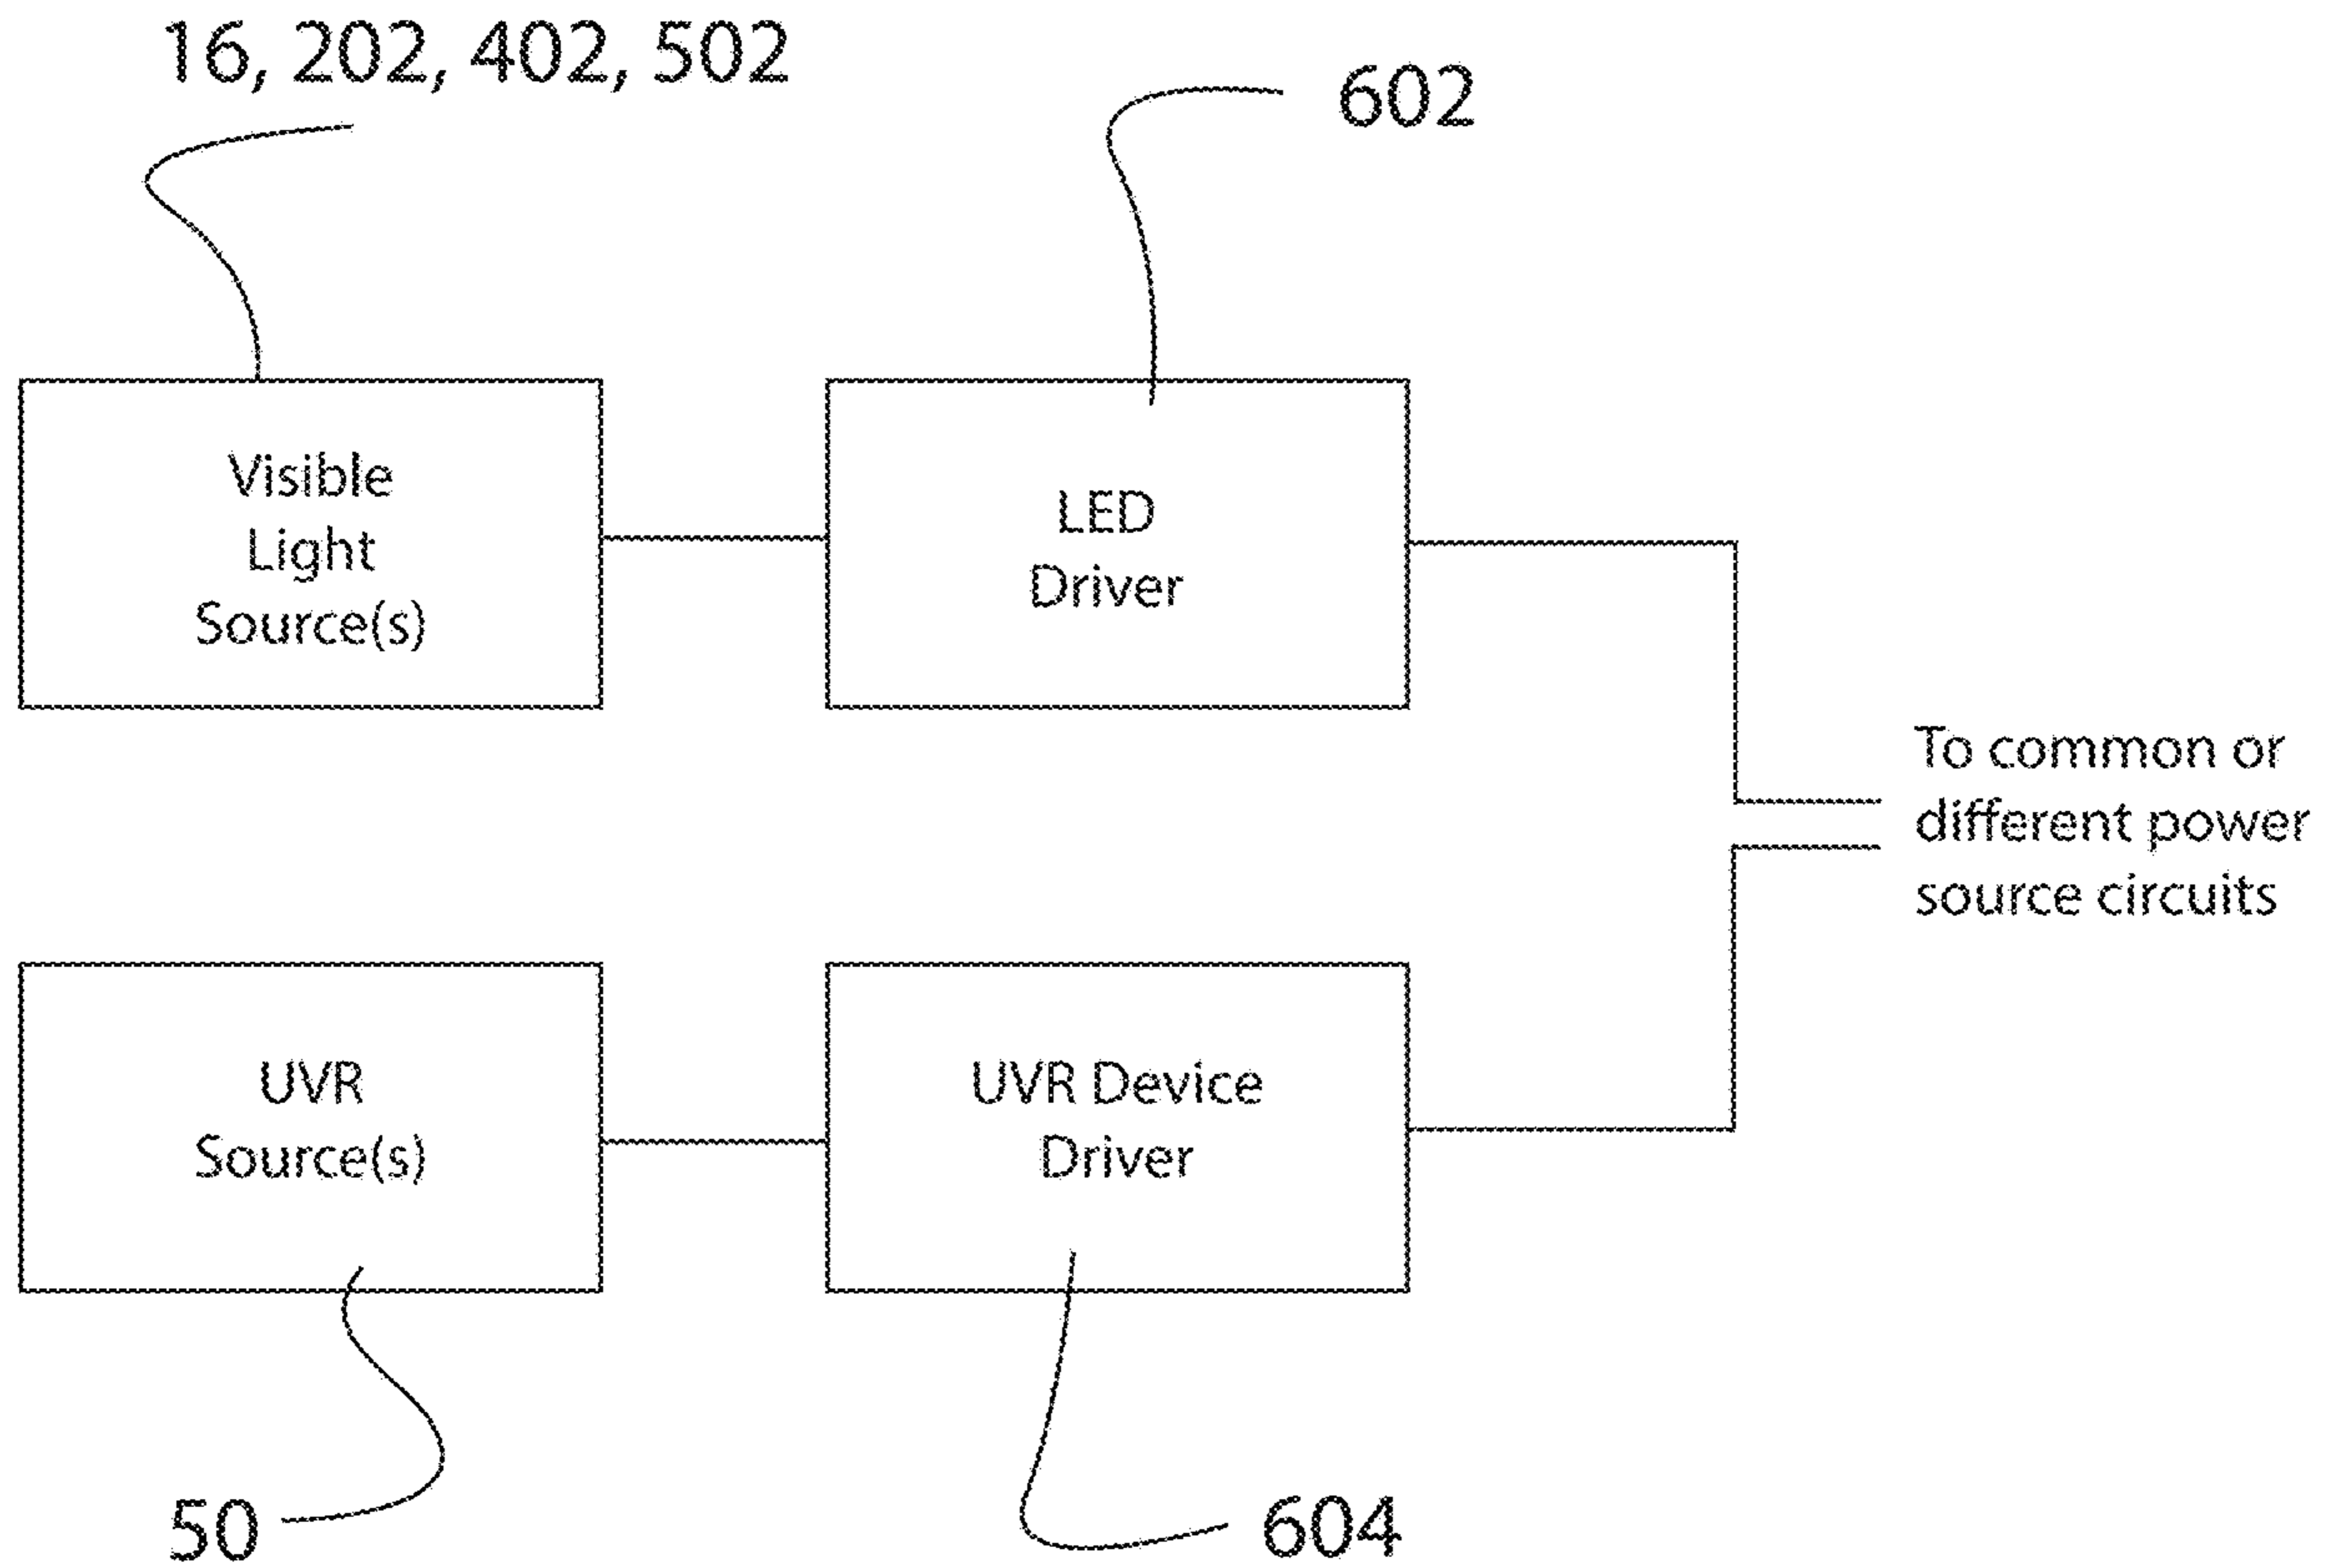 16, 202, 402, 502
602
Visible
Light
Source(s)
LED
Driver
To common or
different power
source circuits
UVR
Source(s)
UVR Device
Driver
50
604